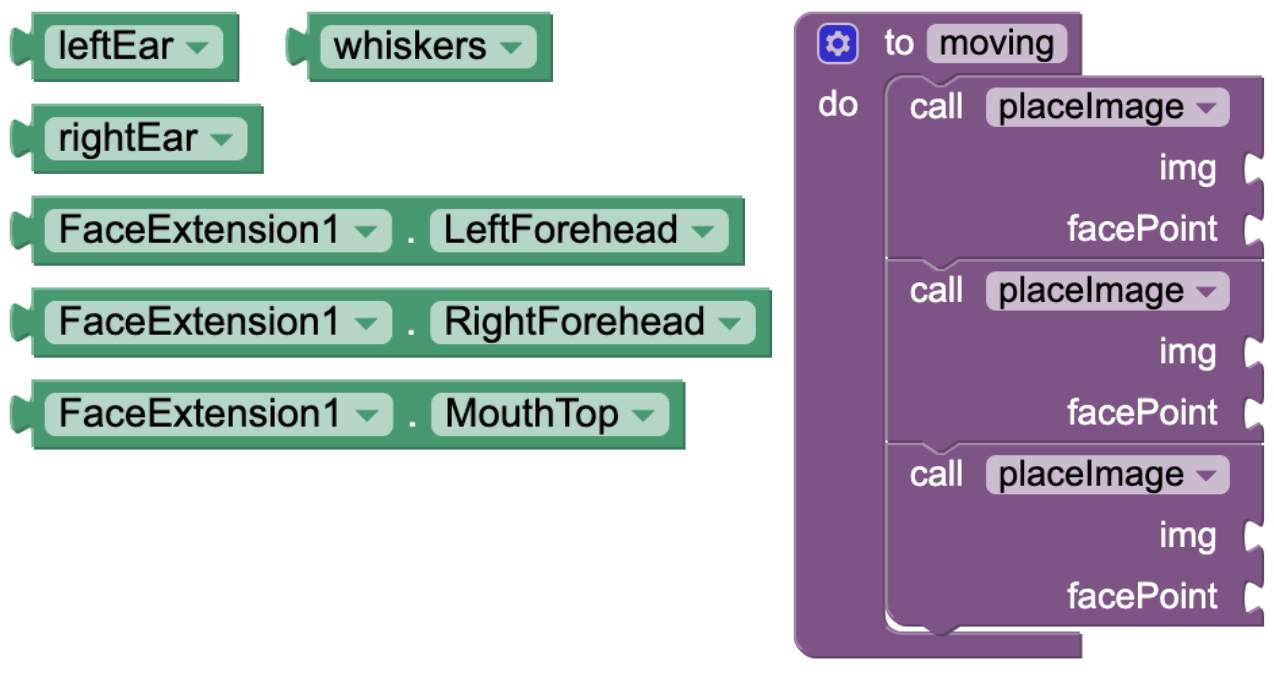 leftEar
whiskers
rightEar
FaceExtension1 . LeftForehead
FaceExtension1 . RightForehead
FaceExtension1 . MouthTop
to moving
do call placeImage
img
facePoint
call placeImage
img
facePoint
call placeImage
img
facePoint